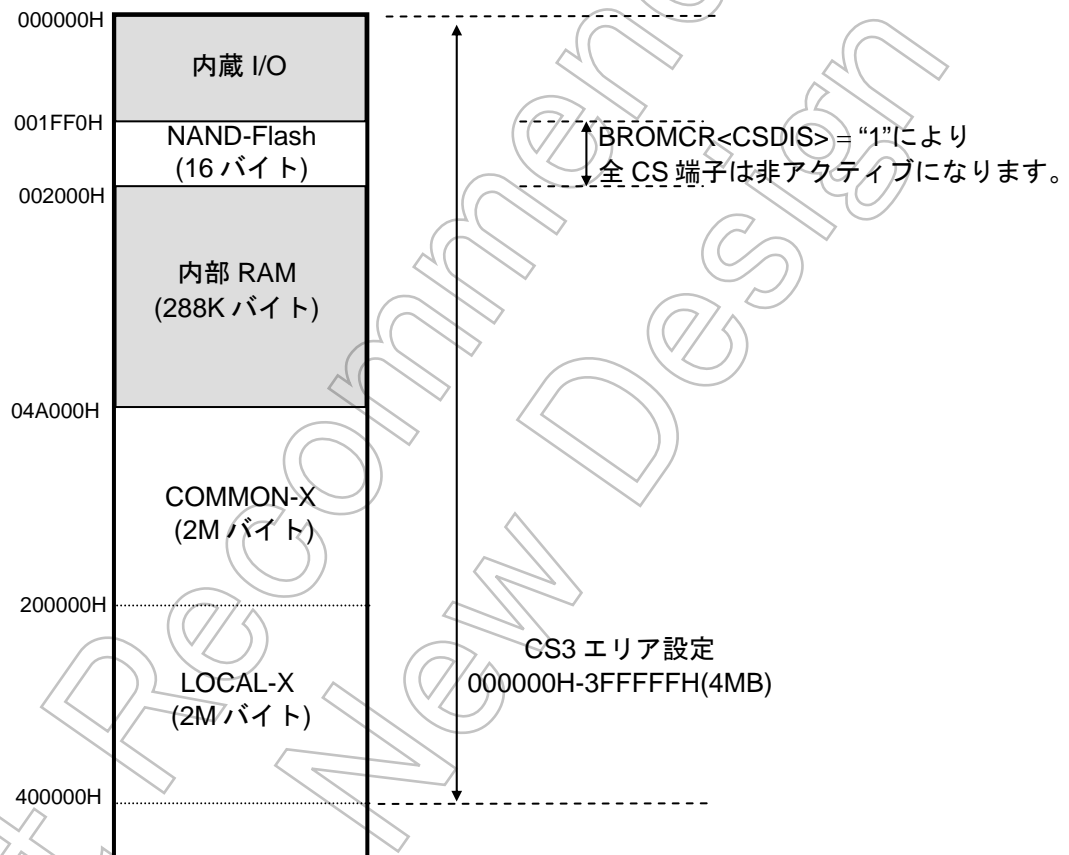 000000H
内蔵 I/O
001FF0H
NAND-Flash
(16 バイト)
BROMCR<CSDIS> = “1”により
全 CS 端子は非アクティブになります。
002000H
内部 RAM
(288K バイト)
04A000H
COMMON-X
(2M バイト)
200000H
CS3 エリア設定
000000H-3FFFFFH(4MB)
LOCAL-X
(2M バイト)
400000H
Recommen
New Design